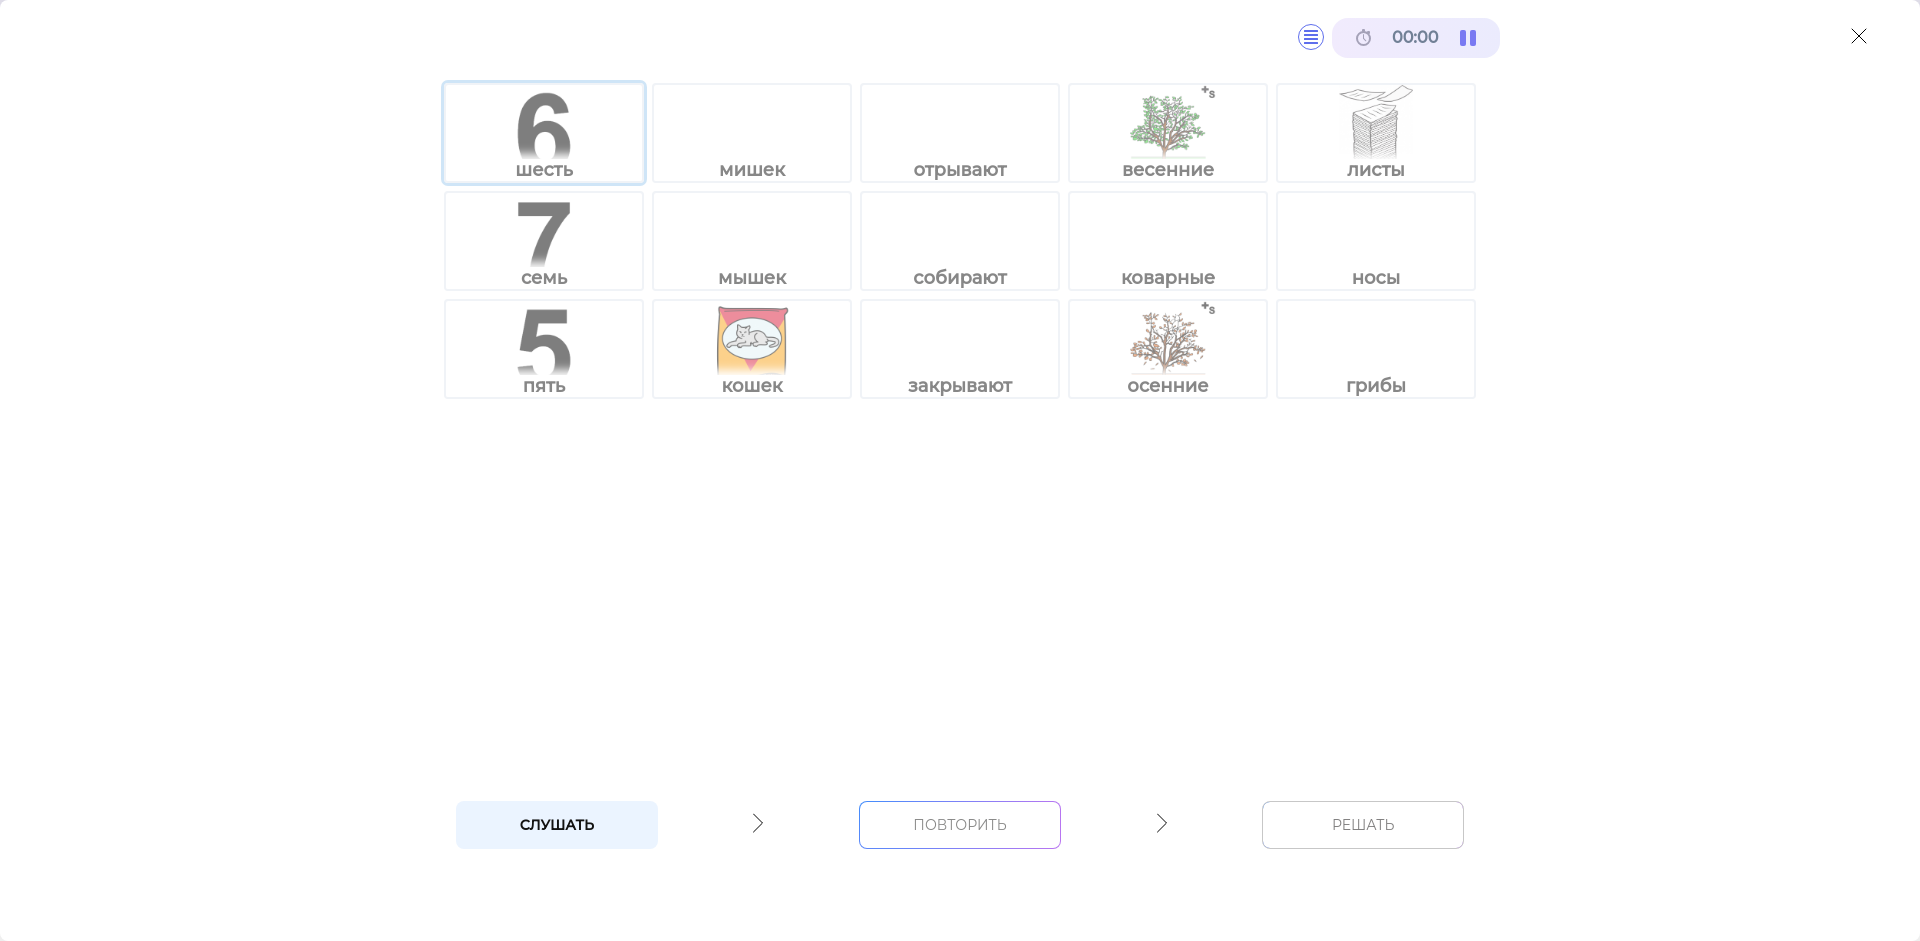 00:00
6
+s
шесть
мишек
отрывают
весенние
листы
7
семь
мышек
собирают
коварные
носы
5
+s
пять
кошек
закрывают
осенние
грибы
СЛУШАТЬ
ПОВТОРИТЬ
РЕШАТЬ